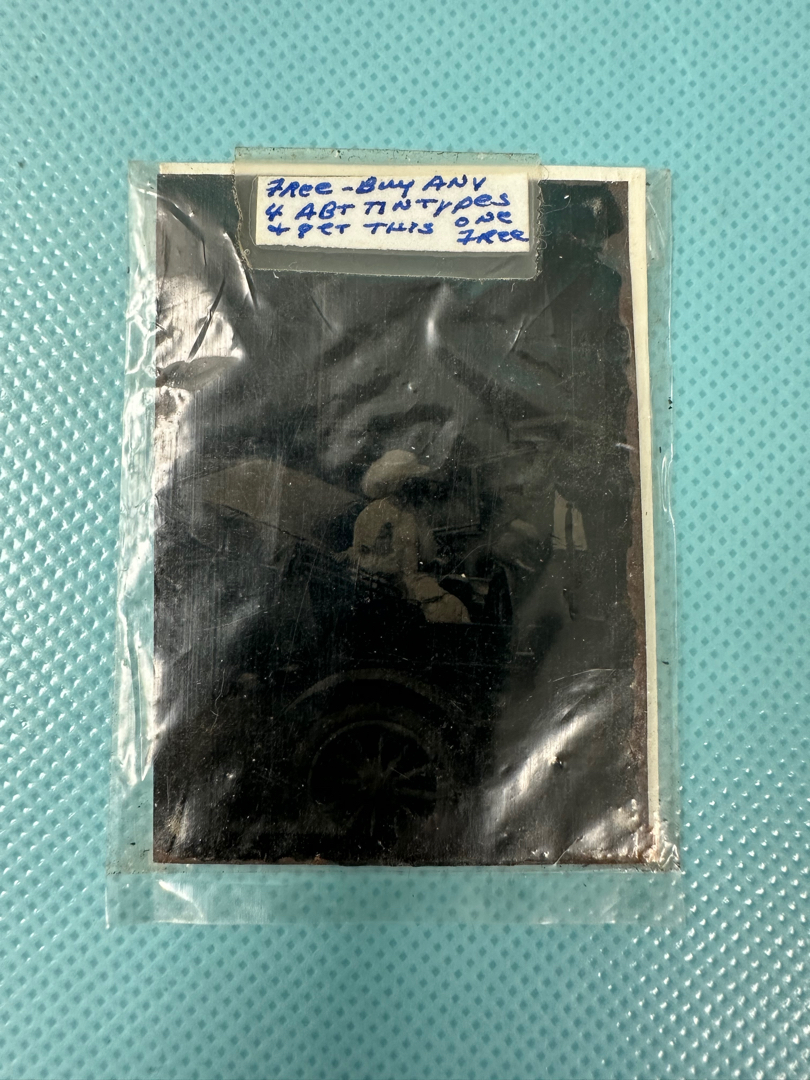 FRee - Buy ANY
4 ABT TINTYPES
+ get THIS ONE
FRee